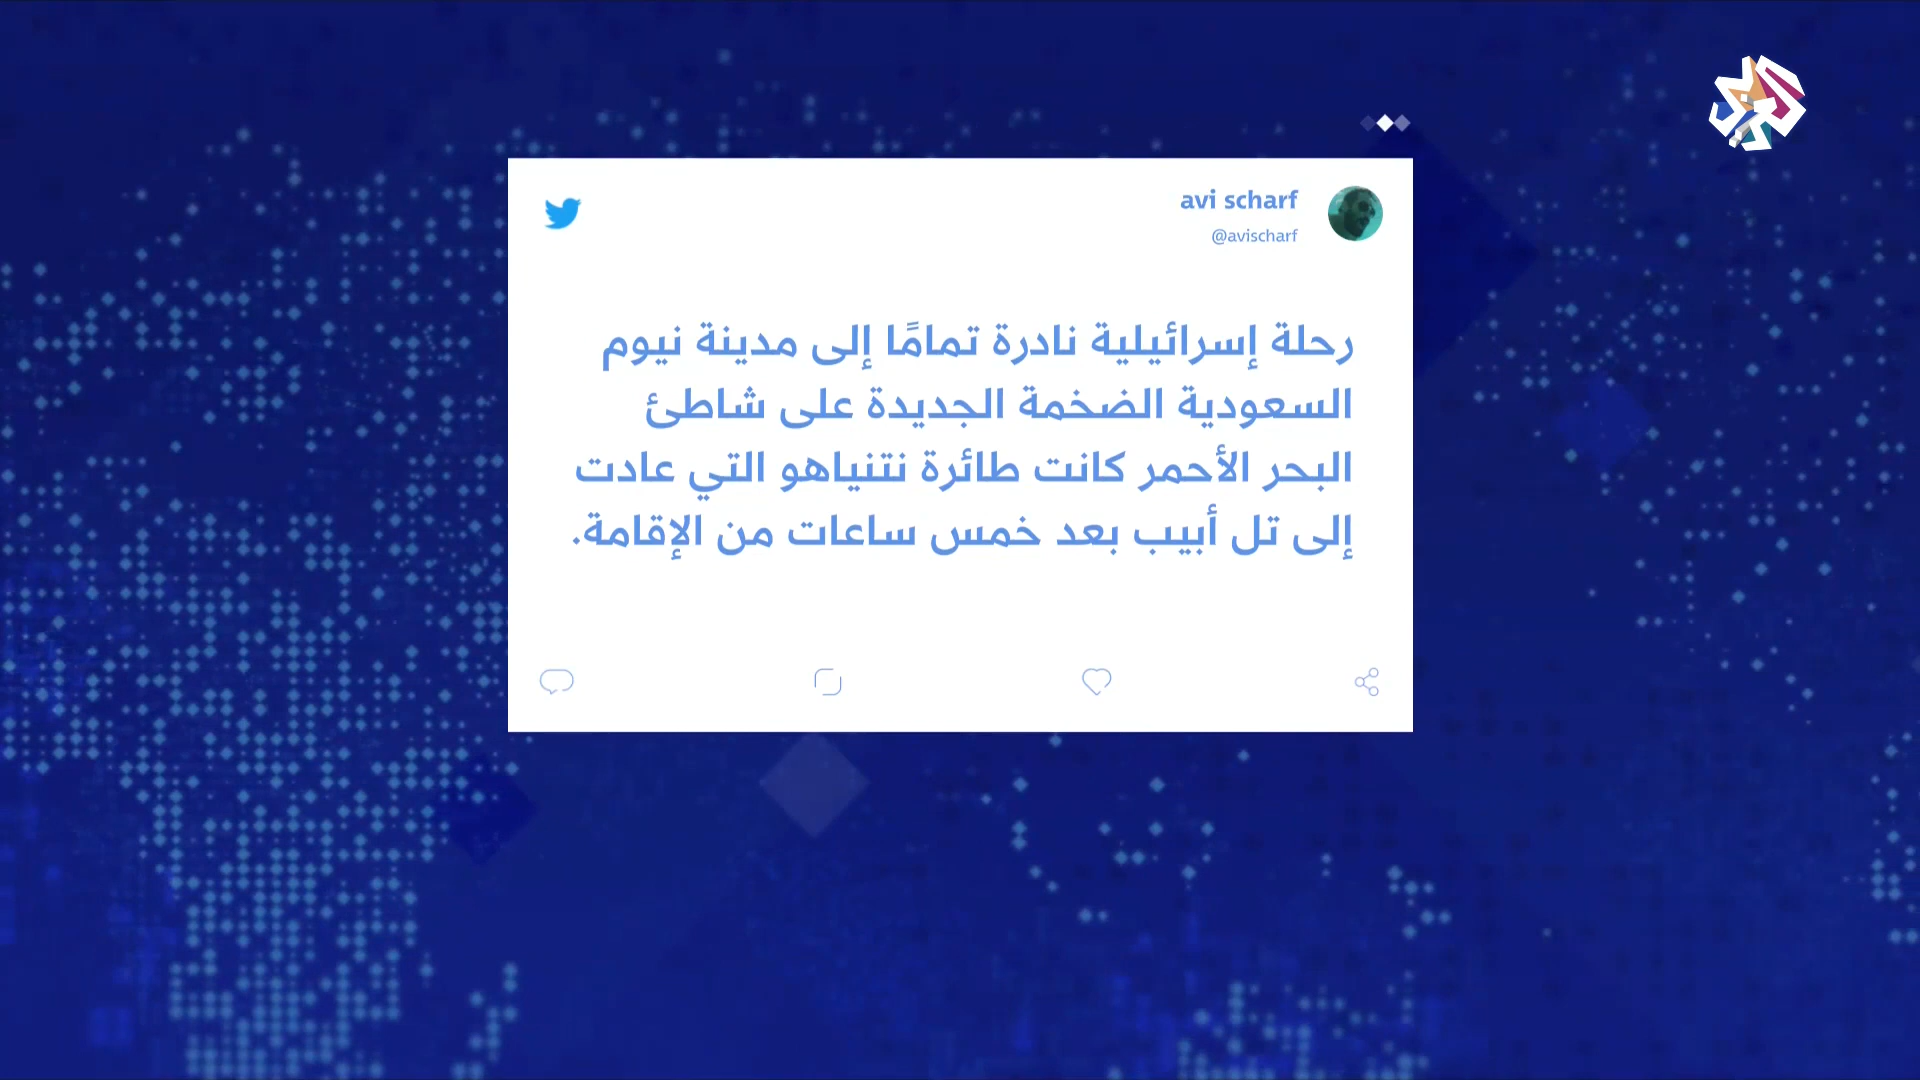 avi scharf
@avischarf
رحلة إسرائيلية نادرة تمامًا إلى مدينة نيوم
السعودية الضخمة الجديدة على شاطئ
البحر الأحمر كانت طائرة نتنياهو التي عادت
إلى تل أبيب بعد خمس ساعات من الإقامة.